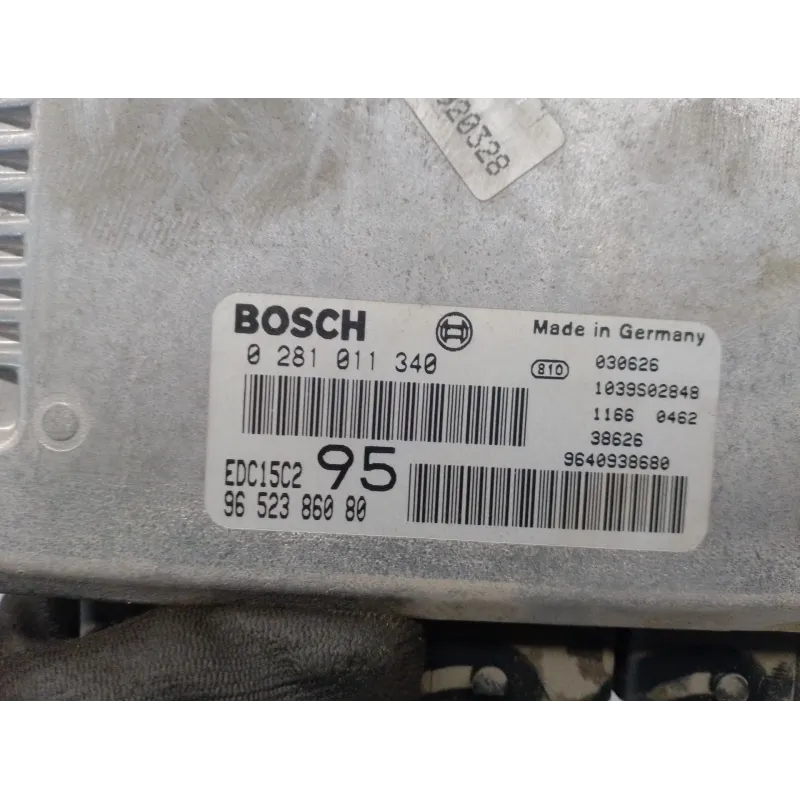 020328
BOSCH
Made in Germany
0 281 011 340
810
030626
1039S02848
1166 0462
38626
9640938680
EDC15C2 95
96 523 860 80